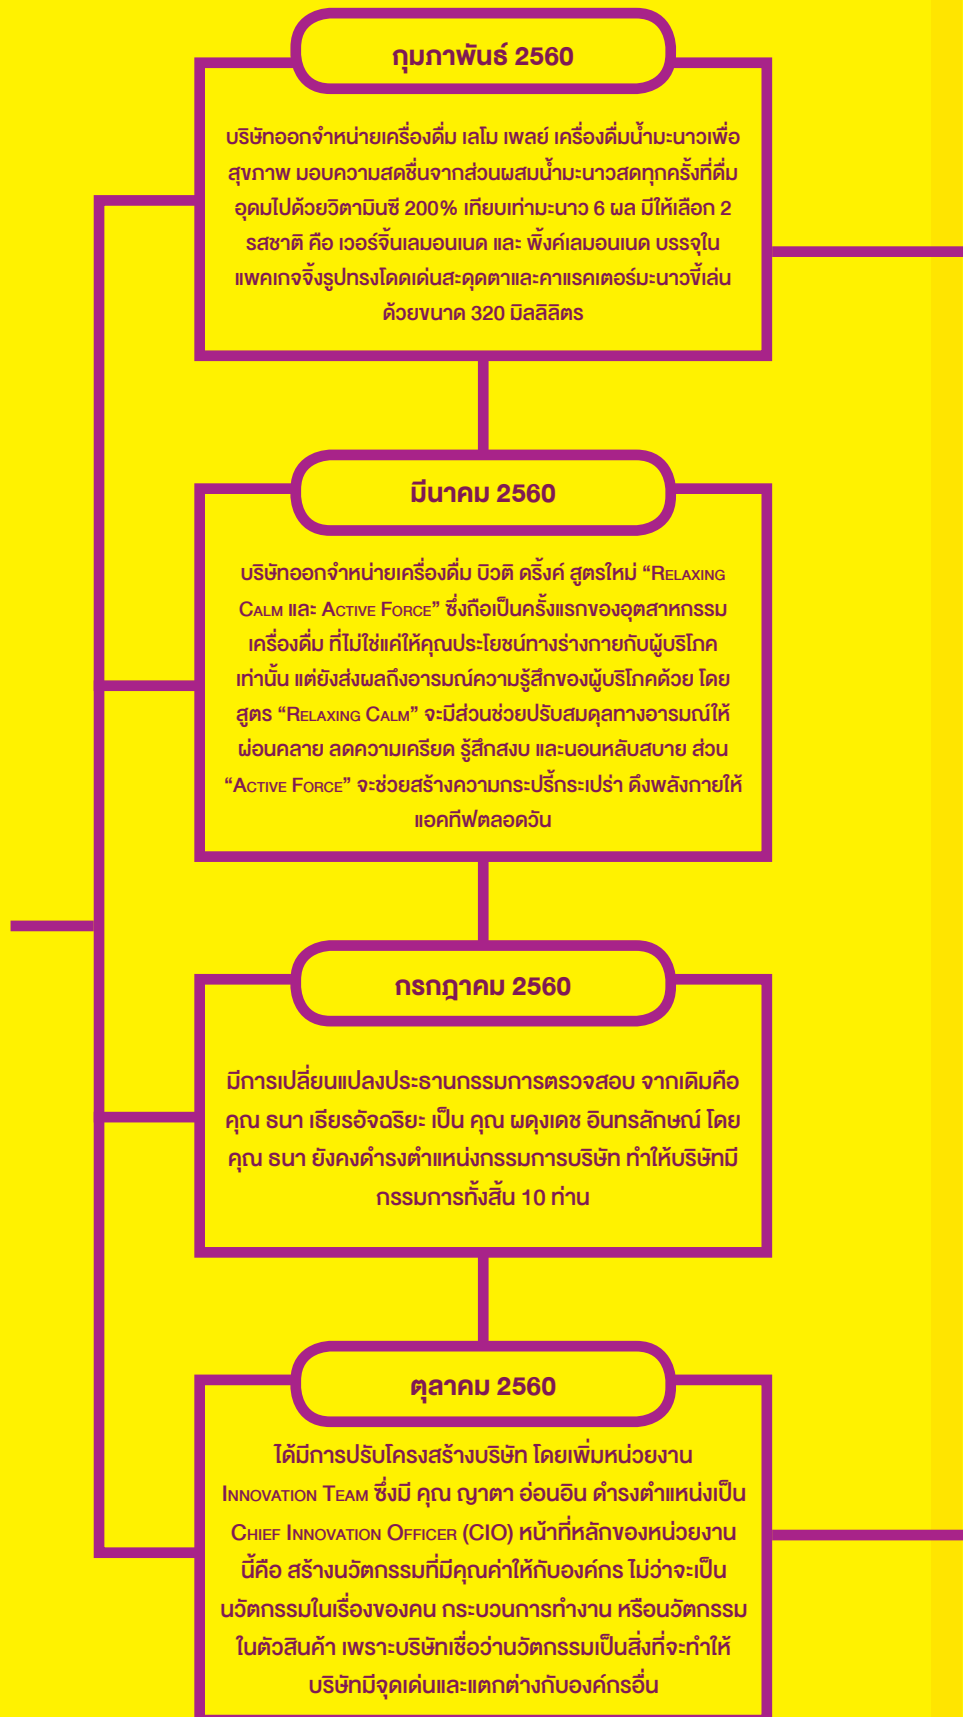 กุมภาพันธ์ 2560
บริษัทออกจำหน่ายเครื่องดื่ม เลโม เพลย์ เครื่องดื่มน้ำมะนาวเพื่อ
สุขภาพ มอบความสดชื่นจากส่วนผสมน้ำมะนาวสดทุกครั้งที่ดื่ม
อุดมไปด้วยวิตามินซี 200% เทียบเท่ามะนาว 6 ผล มีให้เลือก 2
รสชาติ คือ เวอร์จิ้นเลมอนเนด และ พิ้งค์เลมอนเนด บรรจุใน
แพคเกจจิ้งรูปทรงโดดเด่นสะดุดตาและคาแรคเตอร์มะนาวขี้เล่น
ด้วยขนาด 320 มิลลิลิตร
มีนาคม 2560
บริษัทออกจำหน่ายเครื่องดื่ม บิวติ ดริ้งค์ สูตรใหม่ “Relaxing
Calm และ Active Force” ซึ่งถือเป็นครั้งแรกของอุตสาหกรรม
เครื่องดื่ม ที่ไม่ใช่แค่ให้คุณประโยชน์ทางร่างกายกับผู้บริโภค
เท่านั้น แต่ยังส่งผลถึงอารมณ์ความรู้สึกของผู้บริโภคด้วย โดย
สูตร “Relaxing Calm” จะมีส่วนช่วยปรับสมดุลทางอารมณ์ให้
ผ่อนคลาย ลดความเครียด รู้สึกสงบ และนอนหลับสบาย ส่วน
“Active Force” จะช่วยสร้างความกระปรี้กระเปร่า ดึงพลังกายให้
แอคทีฟตลอดวัน
กรกฎาคม 2560
มีการเปลี่ยนแปลงประธานกรรมการตรวจสอบ จากเดิมคือ
คุณ ธนา เธียรอัจฉริยะ เป็น คุณ ผดุงเดช อินทรลักษณ์ โดย
คุณ ธนา ยังคงดำรงตำแหน่งกรรมการบริษัท ทำให้บริษัทมี
กรรมการทั้งสิ้น 10 ท่าน
ตุลาคม 2560
ได้มีการปรับโครงสร้างบริษัท โดยเพิ่มหน่วยงาน
Innovation Team ซึ่งมี คุณ ญาตา อ่อนอิน ดำรงตำแหน่งเป็น
Chief Innovation Officer (CIO) หน้าที่หลักของหน่วยงาน
นี้คือ สร้างนวัตกรรมที่มีคุณค่าให้กับองค์กร ไม่ว่าจะเป็น
นวัตกรรมในเรื่องของคน กระบวนการทำงาน หรือนวัตกรรม
ในตัวสินค้า เพราะบริษัทเชื่อว่านวัตกรรมเป็นสิ่งที่จะทำให้
บริษัทมีจุดเด่นและแตกต่างกับองค์กรอื่น